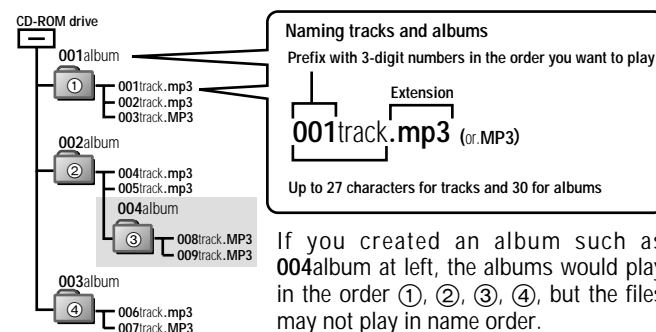 CD-ROM drive
001album
①
001track.mp3
002track.mp3
003track.MP3
002album
②
004track.mp3
005track.mp3
004album
③
008track.MP3
009track.MP3
003album
④
006track.mp3
007track.MP3
Naming tracks and albums
Prefix with 3-digit numbers in the order you want to play
Extension
001track.mp3 (or.MP3)
Up to 27 characters for tracks and 30 for albums
If you created an album such as
004album at left, the albums would play
in the order ①, ②, ③, ④, but the files
may not play in name order.